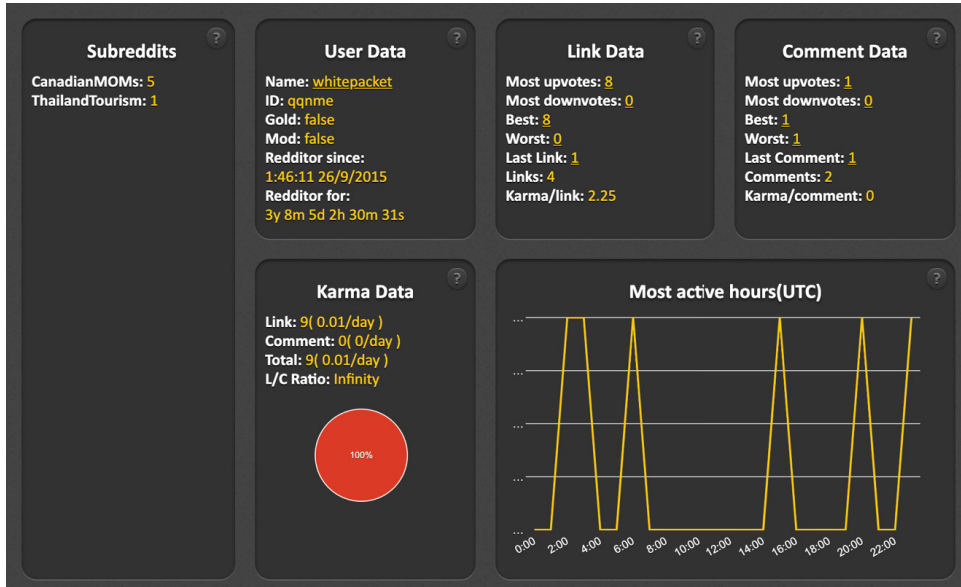 Subreddits
?
CanadianMOMs: 5
ThailandTourism: 1
User Data
?
Name: whitepacket
ID: qqnme
Gold: false
Mod: false
Redditor since:
1:46:11 26/9/2015
Redditor for:
3y 8m 5d 2h 30m 31s
Link Data
?
Most upvotes: 8
Most downvotes: 0
Best: 8
Worst: 0
Last Link: 1
Links: 4
Karma/link: 2.25
Comment Data
?
Most upvotes: 1
Most downvotes: 0
Best: 1
Worst: 1
Last Comment: 1
Comments: 2
Karma/comment: 0
Karma Data
?
Link: 9( 0.01/day )
Comment: 0( 0/day )
Total: 9( 0.01/day )
L/C Ratio: Infinity
100%
Most active hours(UTC)
?
...
...
...
...
...
0:00 2:00 4:00 6:00 8:00 10:00 12:00 14:00 16:00 18:00 20:00 22:00